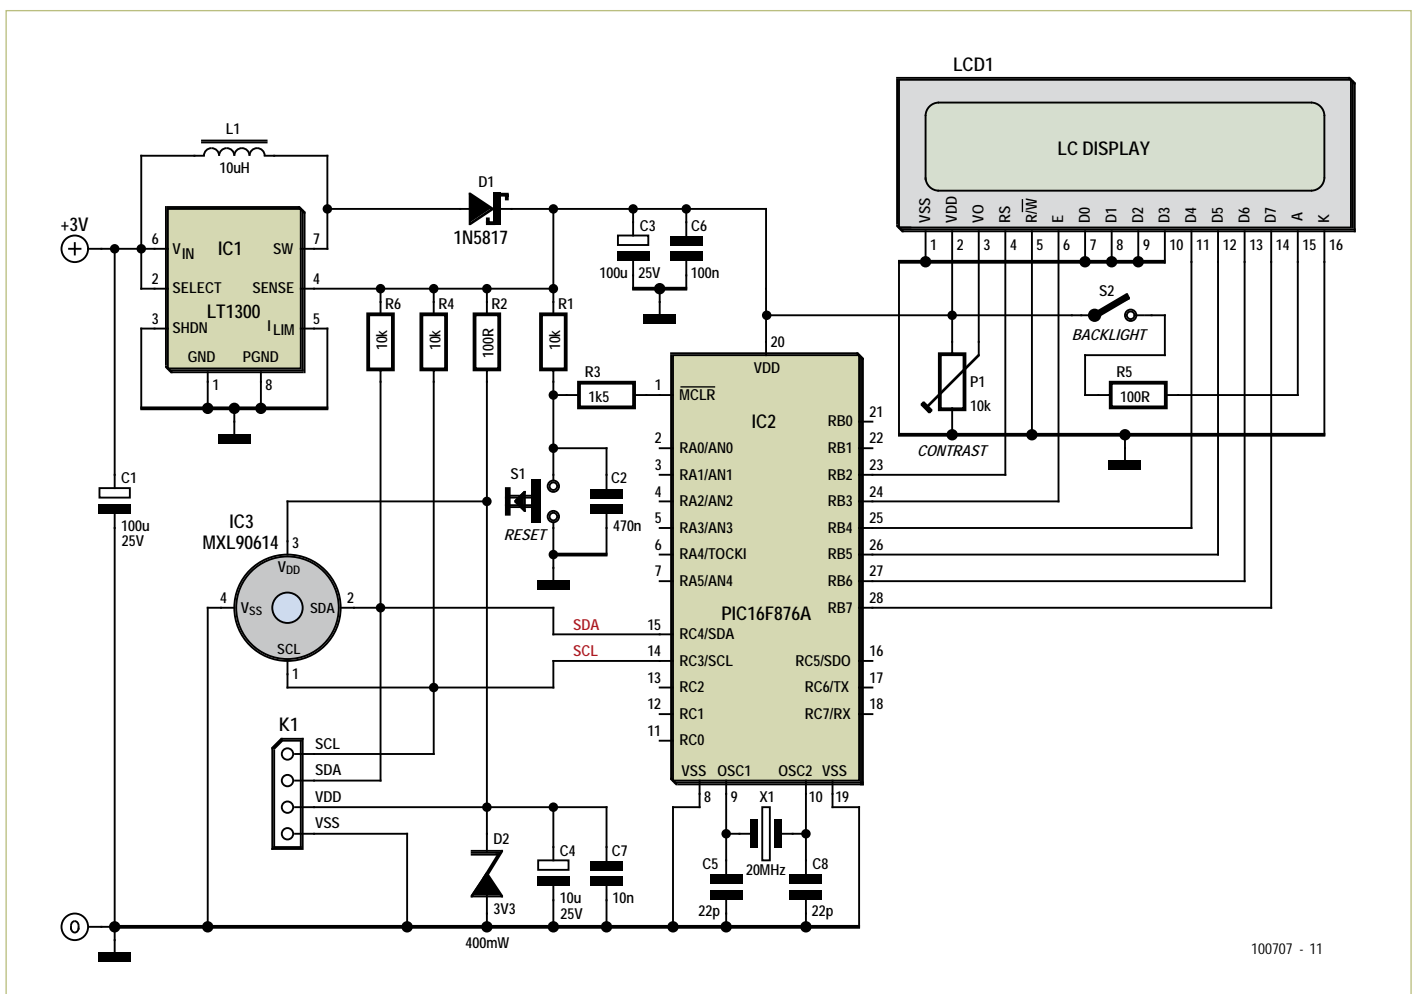 LCD1
LC DISPLAY
VSS VDD VO RS R/W E D0 D1 D2 D3 D4 D5 D6 D7 A K
1 2 3 4 5 6 7 8 9 10 11 12 13 14 15 16
L1
10uH
D1
1N5817
+3V
6 VIN IC1 SW 7
2 SELECT SENSE 4
LT1300
3 SHDN ILIM 5
GND PGND
1 8
C3
100u 25V
C6
100n
R6
10k
R4
10k
R2
100R
R1
10k
R3
1k5
S2
BACKLIGHT
R5
100R
P1
10k
CONTRAST
C1
100u
25V
S1
RESET
C2
470n
20
VDD
1 MCLR
IC2
RB0 21
2 RA0/AN0 RB1 22
3 RA1/AN1 RB2 23
4 RA2/AN2 RB3 24
5 RA3/AN3 RB4 25
6 RA4/TOCKI RB5 26
7 RA5/AN4 RB6 27
PIC16F876A RB7 28
SDA 15 RC4/SDA
SCL 14 RC3/SCL RC5/SDO 16
13 RC2 RC6/TX 17
12 RC1 RC7/RX 18
11 RC0
VSS OSC1 OSC2 VSS
8 9 10 19
X1
20MHz
C5
22p
C8
22p
IC3
MXL90614
3
VDD
4 VSS SDA 2
SCL
1
K1
SCL
SDA
VDD
VSS
D2
3V3
400mW
C4
10u
25V
C7
10n
0
100707 - 11